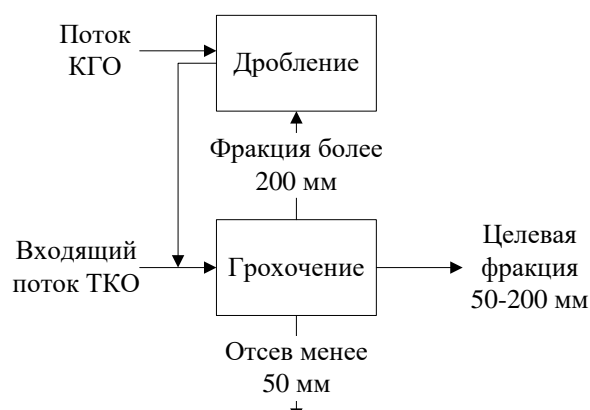 Поток
КГО
Дробление
Фракция более
200 мм
Входящий
поток ТКО
Грохочение
Целевая
фракция
50-200 мм
Отсев менее
50 мм